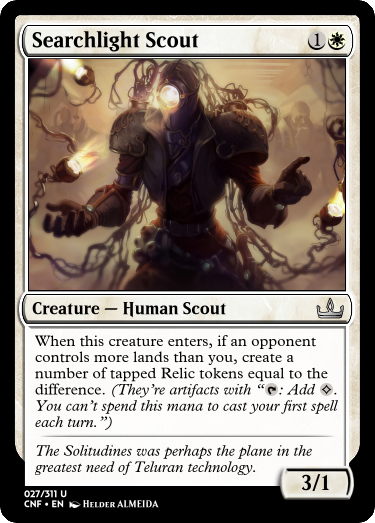 Searchlight Scout 1
Creature — Human Scout
When this creature enters, if an opponent
controls more lands than you, create a
number of tapped Relic tokens equal to the
difference. (They're artifacts with “: Add .
You can't spend this mana to cast your first spell
each turn.”)
The Solitudines was perhaps the plane in the
greatest need of Teluran technology.
3/1
027/311 U
CNF • EN Helder ALMEIDA